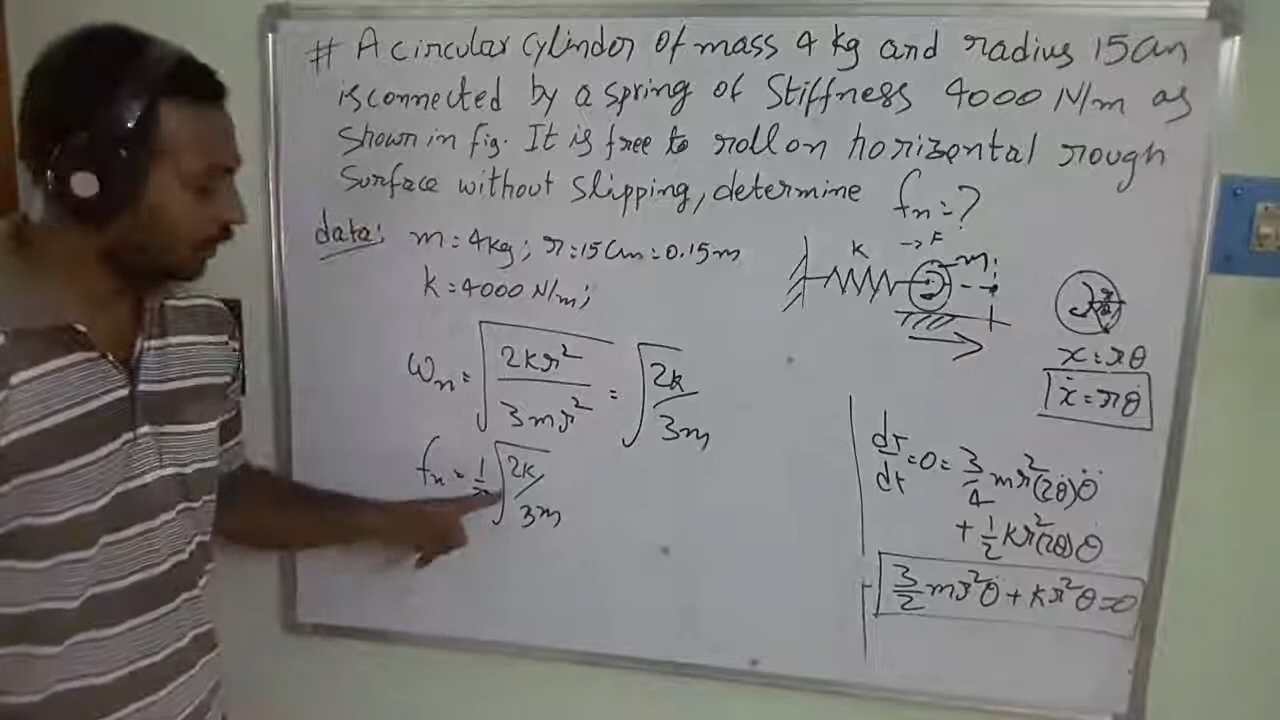 # A circular cylinder of mass 4 kg and radius 15 cm
is connected by a spring of stiffness 4000 N/m as
shown in fig. It is free to roll on horizontal rough
surface without slipping, determine fn = ?
data: m = 4kg; r = 15 cm = 0.15 m
k = 4000 N/m;
K → F m
x = rθ
ẋ = rθ̇
ωn = √(2kr²/3mr²) = √(2k/3m)
fn = 1/2π √(2k/3m)
dT/dt = 0 = 3/4 mr²(2θ̇)θ̈
+ 1/2 kr²(2θ)θ̇
3/2 mr²θ̈ + kr²θ = 0